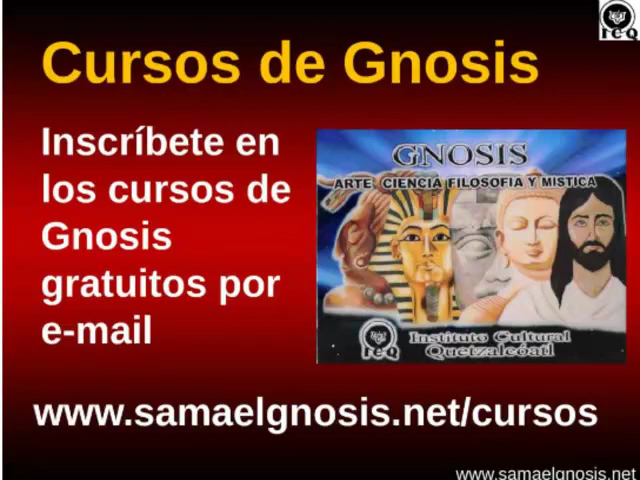 ICQ
Cursos de Gnosis
Inscríbete en
los cursos de
Gnosis
gratuitos por
e-mail
GNOSIS
ARTE CIENCIA FILOSOFIA Y MISTICA
Instituto Cultural
Quetzalcóatl
www.samaelgnosis.net/cursos
www.samaelgnosis.net